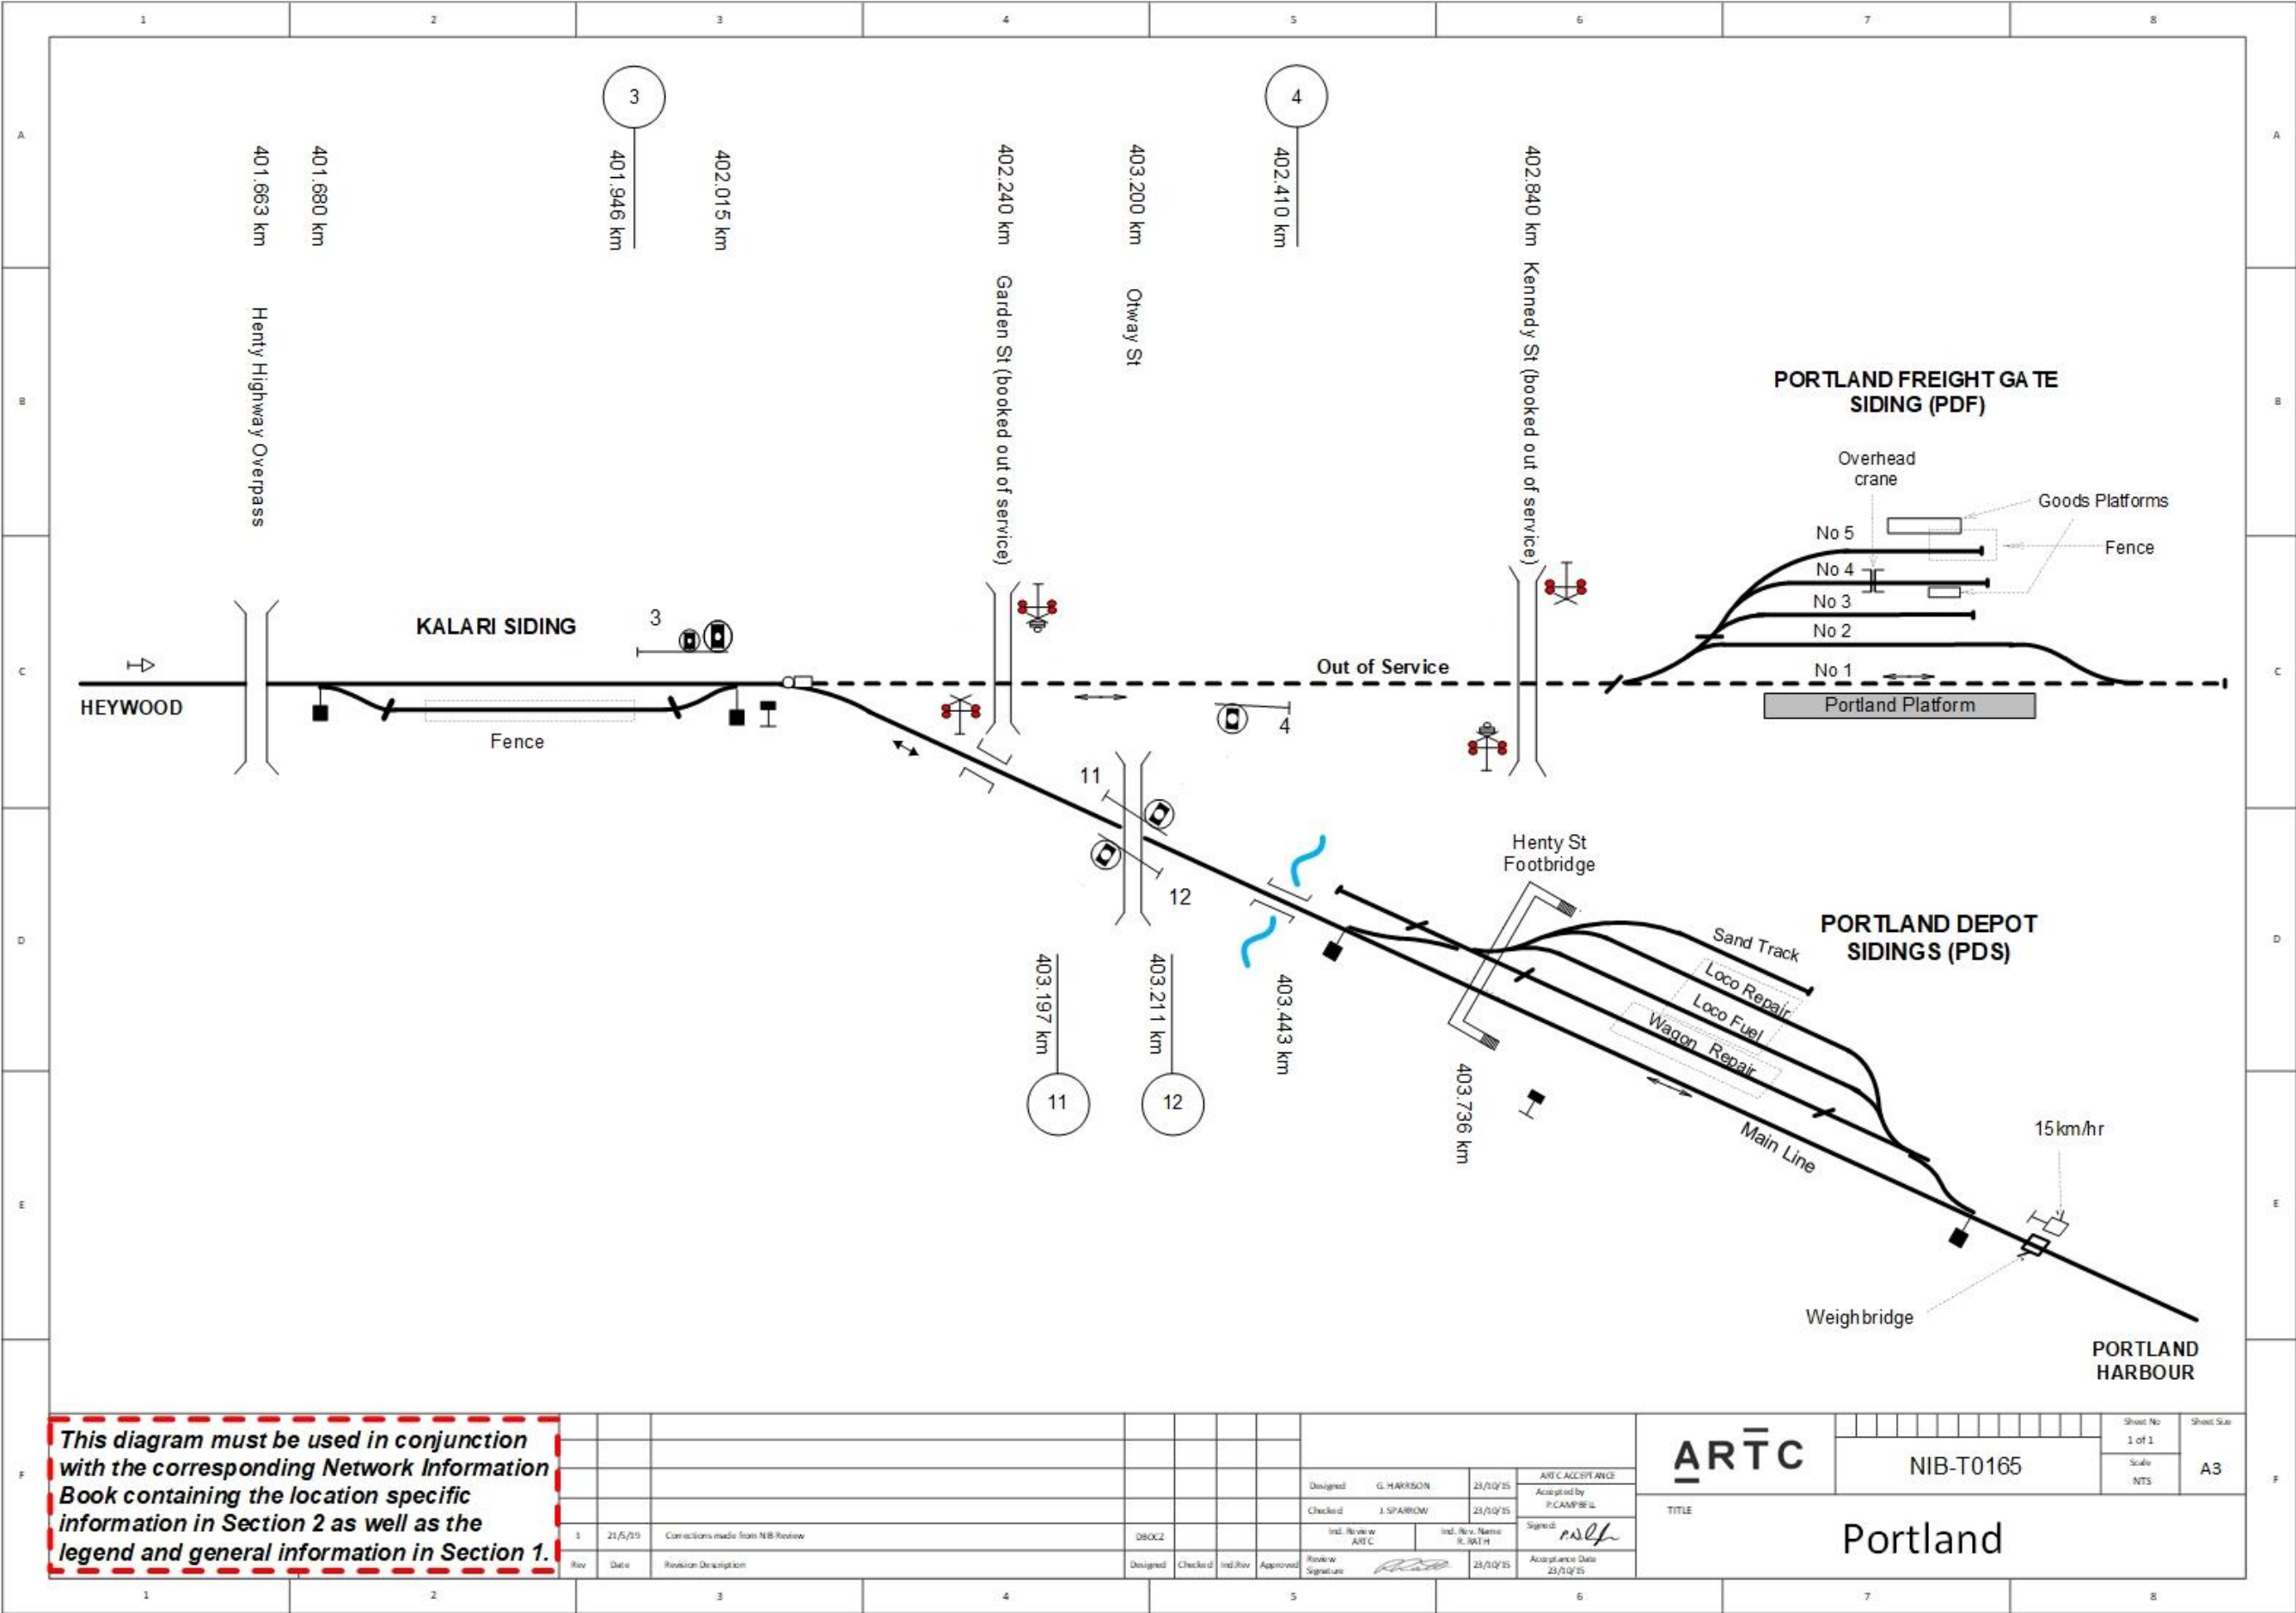 1 2 3 4 5 6 7 8
A
B
C
D
E
F
A
B
C
D
E
F
3
4
401.663 km Henty Highway Overpass
401.680 km
401.946 km
402.015 km
402.240 km Garden St (booked out of service)
403.200 km Otway St
402.410 km
402.840 km Kennedy St (booked out of service)
PORTLAND FREIGHT GATE
SIDING (PDF)
Overhead
crane
Goods Platforms
Fence
No 5
No 4
No 3
No 2
No 1
Portland Platform
KALARI SIDING
3
HEYWOOD
Fence
Out of Service
4
11
12
Henty St
Footbridge
403.197 km
11
403.211 km
12
403.443 km
403.736 km
PORTLAND DEPOT
SIDINGS (PDS)
Sand Track
Loco Repair
Loco Fuel
Wagon Repair
Main Line
15km/hr
Weighbridge
PORTLAND
HARBOUR
This diagram must be used in conjunction
with the corresponding Network Information
Book containing the location specific
information in Section 2 as well as the
legend and general information in Section 1.
1 21/5/19 Corrections made from NIB Review DBOCZ
Rev Date Revision Description Designed Checked Ind.Rev Approved
Designed G. HARRISON 23/10/15
Checked J. SPARROW 23/10/15
Ind. Review
ARTC
Ind. Rev. Name
R. RATH
Review
Signature
23/10/15
ARTC ACCEPTANCE
Accepted by
P. CAMPBELL
Signed:
Acceptance Date
23/10/15
ARTC
NIB-T0165
Sheet No
1 of 1
Scale
NTS
Sheet Size
A3
TITLE
Portland
1 2 3 4 5 6 7 8